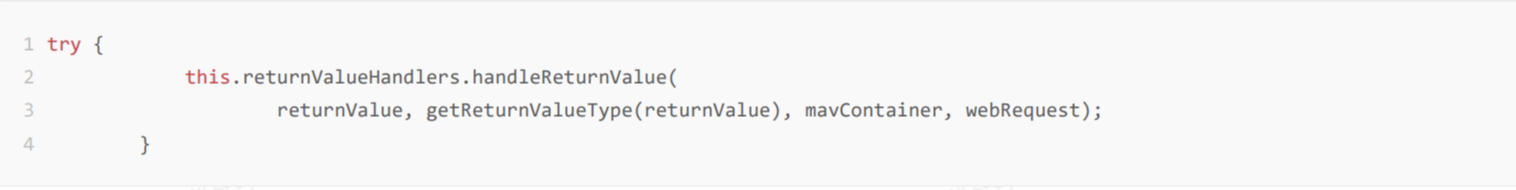 1 try {
2             this.returnValueHandlers.handleReturnValue(
3                     returnValue, getReturnValueType(returnValue), mavContainer, webRequest);
4         }